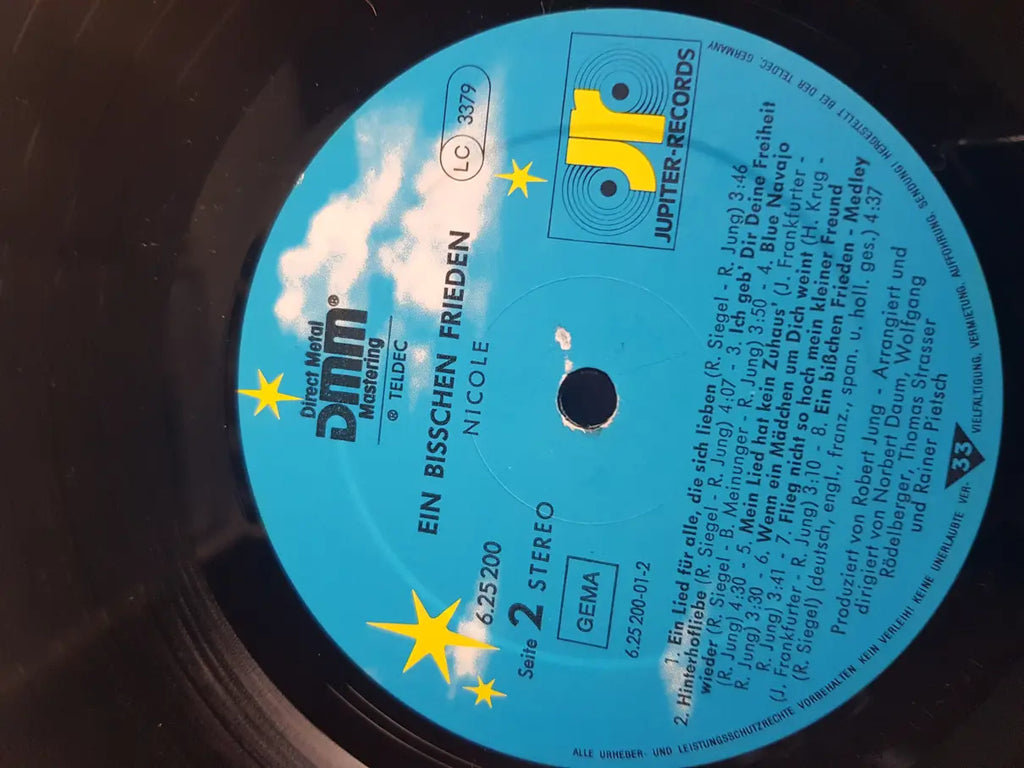 Direct Metal
DMM®
Mastering
® TELDEC
EIN BISSCHEN FRIEDEN
NICOLE
LC 3379
6.25 200
Seite 2 STEREO
GEMA
6.25 200-01-2
jr
JUPITER-RECORDS
1. Ein Lied für alle, die sich lieben (R. Siegel - R. Jung) 3:46
2. Hinterhofliebe (R. Siegel - R. Jung) 4:07 - 3. Ich geb' Dir Deine Freiheit
wieder (R. Siegel - B. Meinunger - R. Jung) 3:50 - 4. Blue Navajo
(R. Jung) 4:30 - 5. Mein Lied hat kein Zuhaus' (J. Frankfurter -
R. Jung) 3:30 - 6. Wenn ein Mädchen um Dich weint (H. Krug -
R. Jung) 3:41 - 7. Flieg nicht so hoch mein kleiner Freund
(J. Frankfurter - R. Jung) 3:10 - 8. Ein bißchen Frieden - Medley
(R. Siegel) (deutsch, engl., franz., span. u. holl. ges.) 4:37
Produziert von Robert Jung - Arrangiert und
dirigiert von Norbert Daum, Wolfgang
Rödelberger, Thomas Strasser
und Rainer Pietsch
33
ALLE URHEBER- UND LEISTUNGSSCHUTZRECHTE VORBEHALTEN KEIN VERLEIH! KEINE UNERLAUBTE VER- VIELFÄLTIGUNG, VERMIETUNG, AUFFÜHRUNG, SENDUNG! HERGESTELLT BEI DER TELDEC, GERMANY